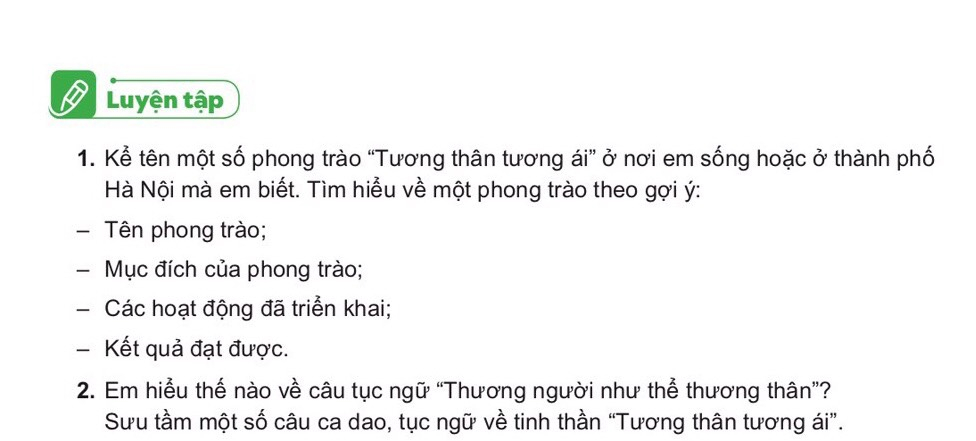 Luyện tập
1. Kể tên một số phong trào “Tương thân tương ái” ở nơi em sống hoặc ở thành phố
Hà Nội mà em biết. Tìm hiểu về một phong trào theo gợi ý:
– Tên phong trào;
– Mục đích của phong trào;
– Các hoạt động đã triển khai;
– Kết quả đạt được.
2. Em hiểu thế nào về câu tục ngữ “Thương người như thể thương thân”?
Sưu tầm một số câu ca dao, tục ngữ về tinh thần “Tương thân tương ái”.